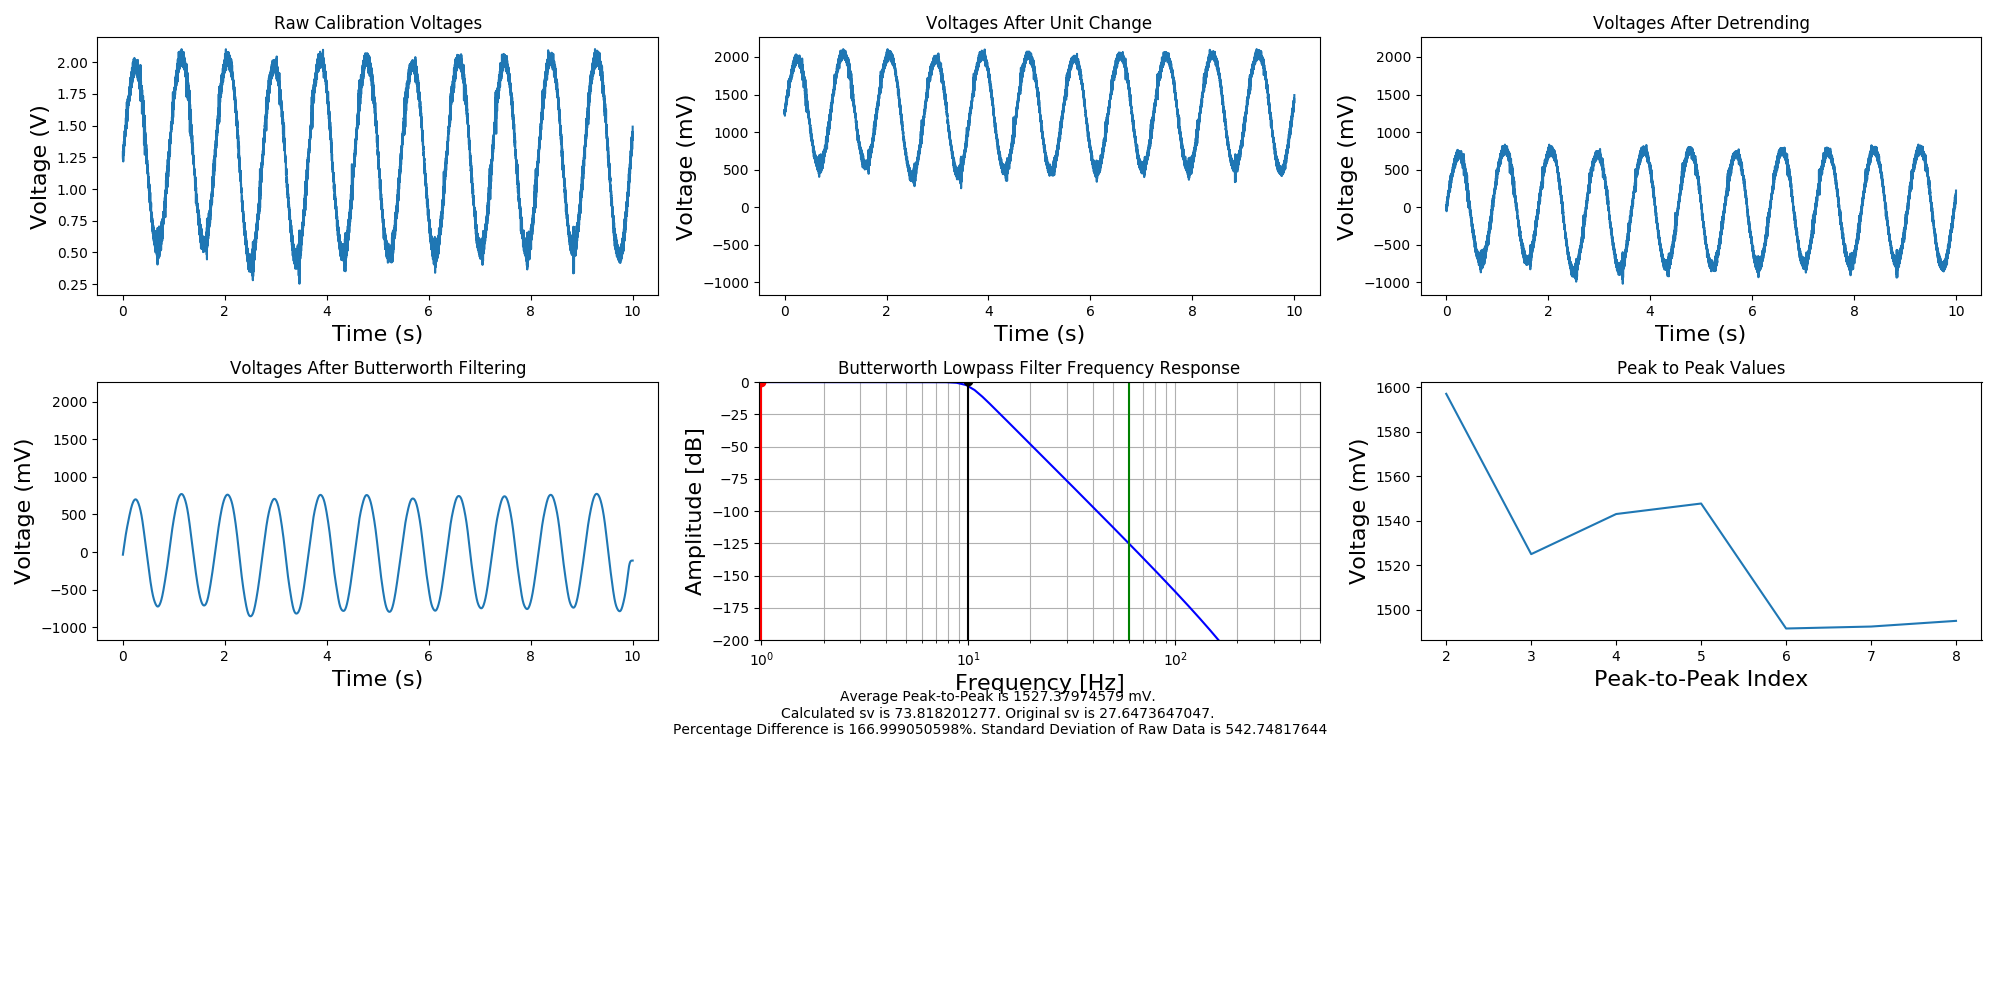 Raw Calibration Voltages
Voltage (V)
2.00
1.75
1.50
1.25
1.00
0.75
0.50
0.25
0 2 4 6 8 10
Time (s)
Voltages After Unit Change
Voltage (mV)
2000
1500
1000
500
0
−500
−1000
0 2 4 6 8 10
Time (s)
Voltages After Detrending
Voltage (mV)
2000
1500
1000
500
0
−500
−1000
0 2 4 6 8 10
Time (s)
Voltages After Butterworth Filtering
Voltage (mV)
2000
1500
1000
500
0
−500
−1000
0 2 4 6 8 10
Time (s)
Butterworth Lowpass Filter Frequency Response
Amplitude [dB]
0
−25
−50
−75
−100
−125
−150
−175
−200
10⁰ 10¹ 10²
Frequency [Hz]
Peak to Peak Values
Voltage (mV)
1600
1580
1560
1540
1520
1500
2 3 4 5 6 7 8
Peak-to-Peak Index
Average Peak-to-Peak is 1527.37974579 mV.
Calculated sv is 73.818201277. Original sv is 27.6473647047.
Percentage Difference is 166.999050598%. Standard Deviation of Raw Data is 542.74817644